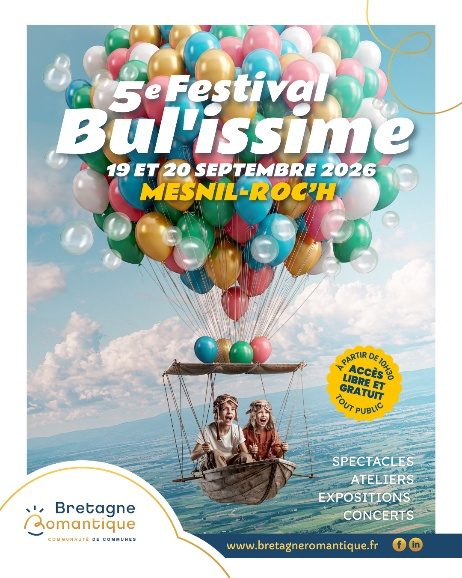 5e Festival
Bul'issime
19 ET 20 SEPTEMBRE 2026
MESNIL-ROC'H
À PARTIR DE 10H30
ACCÈS
LIBRE ET
GRATUIT
TOUT PUBLIC
SPECTACLES
ATELIERS
EXPOSITIONS
CONCERTS
Bretagne
Romantique
COMMUNAUTÉ DE COMMUNES
www.bretagneromantique.fr
f in